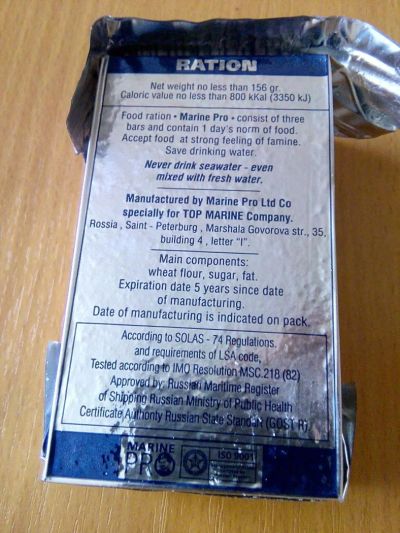 RATION
Net weight no less than 156 gr.
Caloric value no less than 800 kKal (3350 kJ)
Food ration • Marine Pro • consist of three
bars and contain 1 day's norm of food.
Accept food at strong feeling of famine.
Save drinking water.
Never drink seawater - even
mixed with fresh water.
Manufactured by Marine Pro Ltd Co
specially for TOP MARINE Company.
Rossia, Saint - Peterburg, Marshala Govorova str., 35,
building 4, letter "I".
Main components:
wheat flour, sugar, fat.
Expiration date 5 years since date
of manufacturing.
Date of manufacturing is indicated on pack.
According to SOLAS - 74 Regulations.
and requirements of LSA code,
Tested according to IMO Resolution MSC.218 (82)
Approved by: Russian Maritime Register
of Shipping Russian Ministry of Public Health
Certificate Authority Russian State Standart (GOST R)
MARINE
PRO
ISO 9001